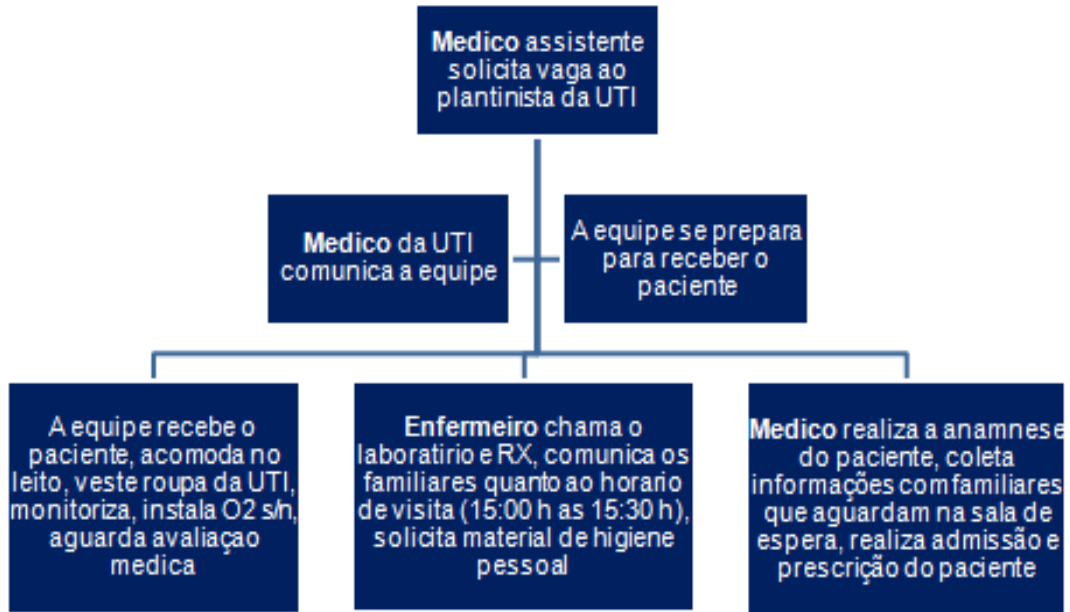 Medico assistente
solicita vaga ao
plantinista da UTI
Medico da UTI
comunica a equipe
A equipe se prepara
para receber o
paciente
A equipe recebe o
paciente, acomoda no
leito, veste roupa da UTI,
monitoriza, instala O2 s/n,
aguarda avaliaçao
medica
Enfermeiro chama o
laboratirio e RX, comunica os
familiares quanto ao horario
de visita (15:00 h as 15:30 h),
solicita material de higiene
pessoal
Medico realiza a anamnese
do paciente, coleta
informações com familiares
que aguardam na sala de
espera, realiza admissão e
prescrição do paciente